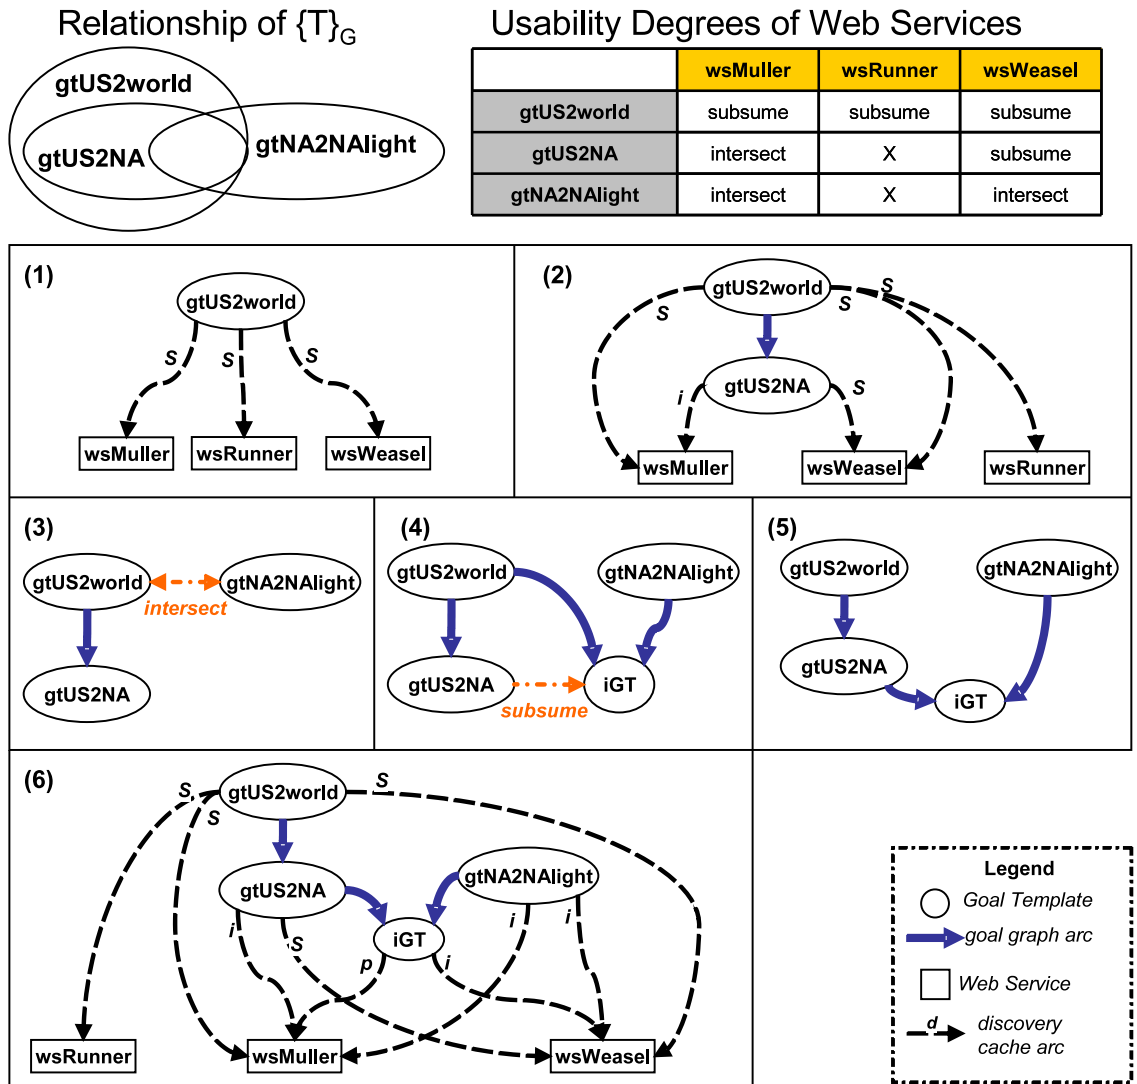 Relationship of {T}G
Usability Degrees of Web Services
gtUS2world
gtUS2NA
gtNA2NAlight
wsMuller wsRunner wsWeasel
gtUS2world subsume subsume subsume
gtUS2NA intersect X subsume
gtNA2NAlight intersect X intersect
(1)
gtUS2world
S S S
wsMuller wsRunner wsWeasel
(2)
gtUS2world
S S S
gtUS2NA
i S
wsMuller wsWeasel wsRunner
(3)
gtUS2world gtNA2NAlight
intersect
gtUS2NA
(4)
gtUS2world gtNA2NAlight
gtUS2NA iGT
subsume
(5)
gtUS2world gtNA2NAlight
gtUS2NA
iGT
(6)
gtUS2world
S S S
gtUS2NA gtNA2NAlight
i S i i
iGT
p i
wsRunner wsMuller wsWeasel
Legend
Goal Template
goal graph arc
Web Service
d discovery
cache arc